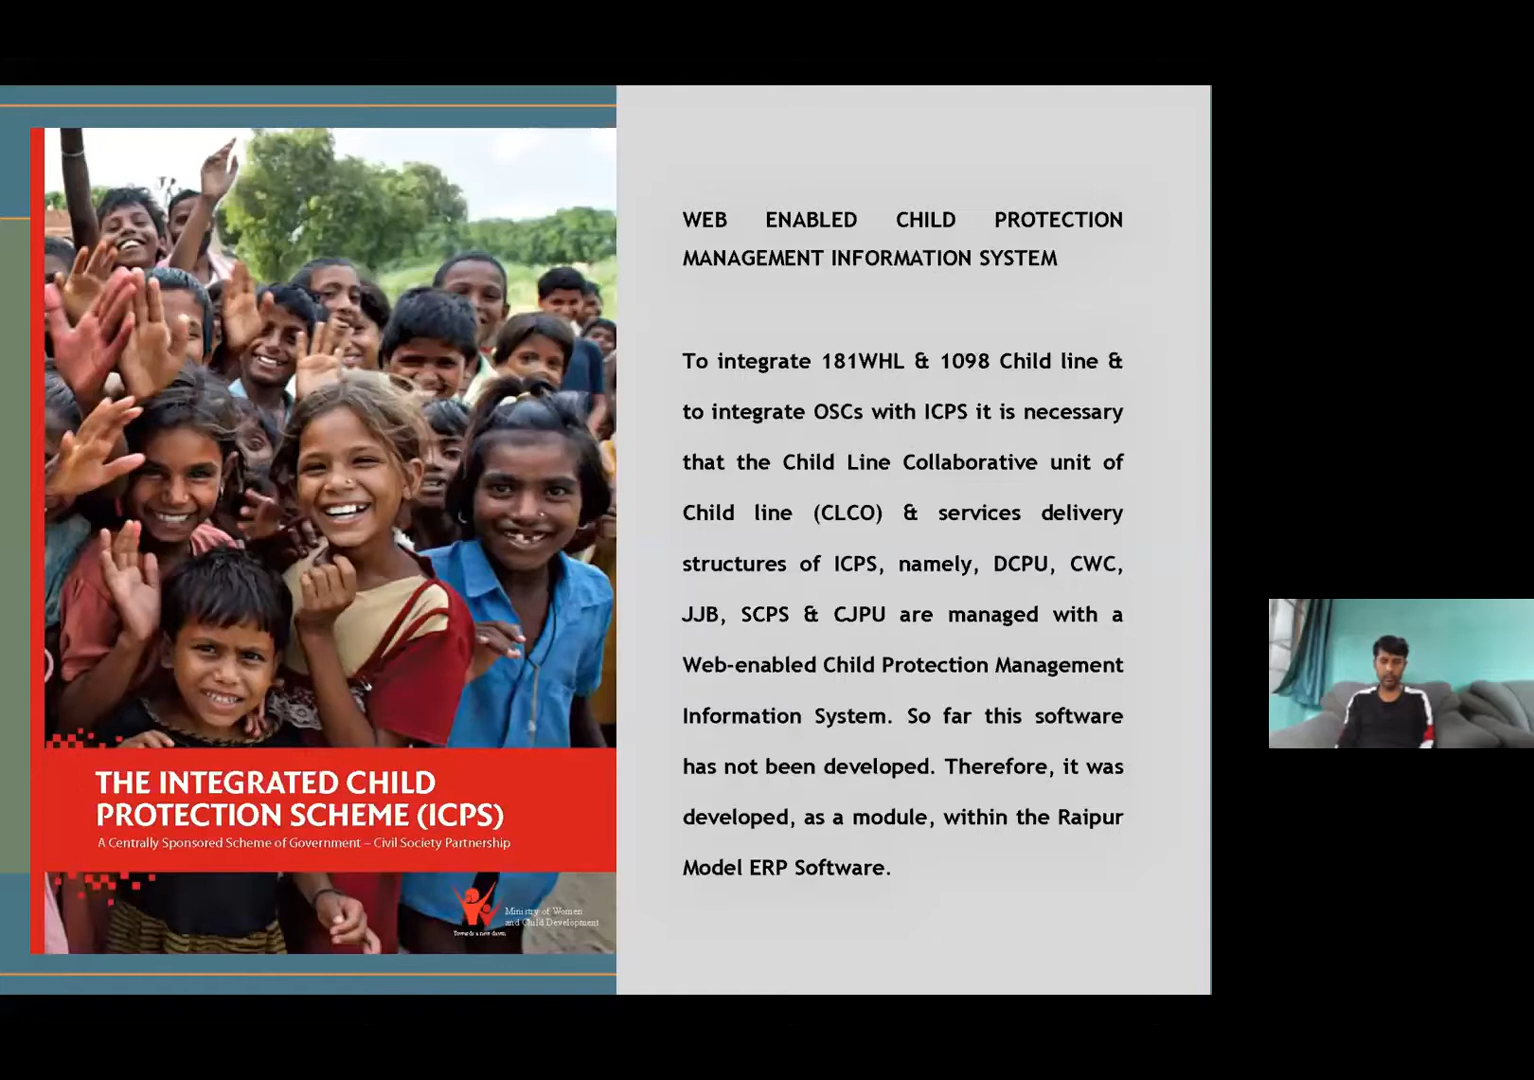 THE INTEGRATED CHILD
PROTECTION SCHEME (ICPS)
A Centrally Sponsored Scheme of Government – Civil Society Partnership
Ministry of Women
and Child Development
Towards a new dawn
WEB ENABLED CHILD PROTECTION
MANAGEMENT INFORMATION SYSTEM
To integrate 181WHL & 1098 Child line &
to integrate OSCs with ICPS it is necessary
that the Child Line Collaborative unit of
Child line (CLCO) & services delivery
structures of ICPS, namely, DCPU, CWC,
JJB, SCPS & CJPU are managed with a
Web-enabled Child Protection Management
Information System. So far this software
has not been developed. Therefore, it was
developed, as a module, within the Raipur
Model ERP Software.